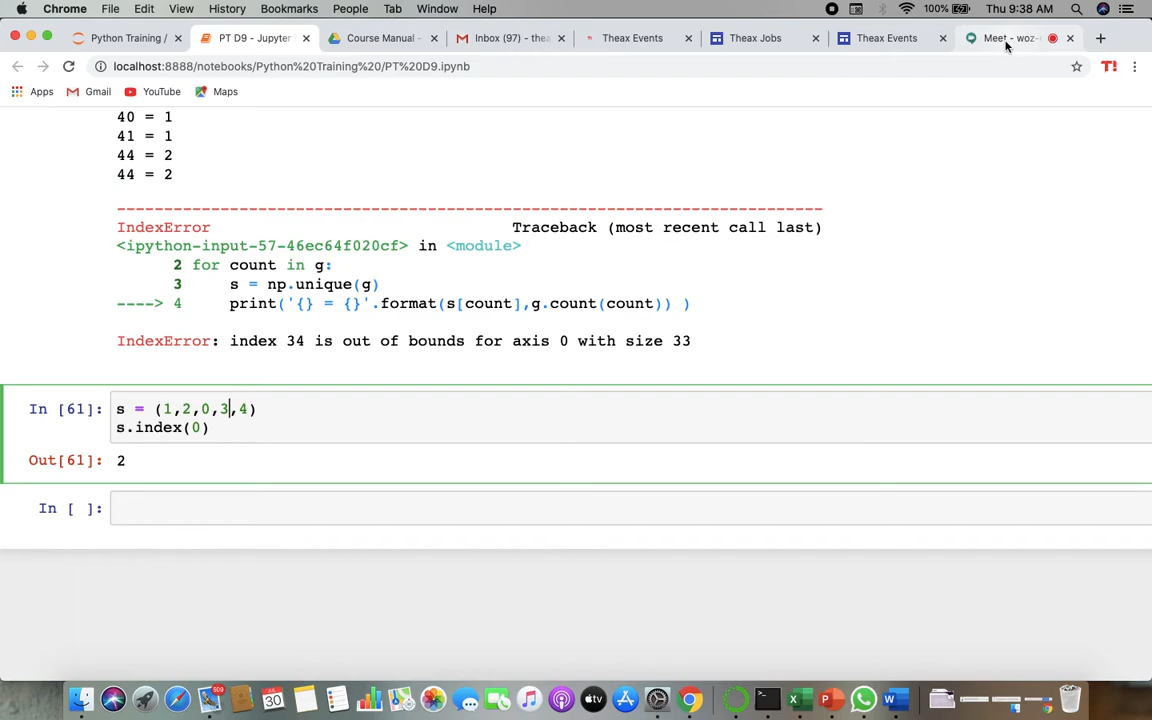 Chrome File Edit View History Bookmarks People Tab Window Help 100% Thu 9:38 AM
Python Training / PT D9 - Jupyter Course Manual - Inbox (97) - thea Theax Events Theax Jobs Theax Events Meet - woz-
localhost:8888/notebooks/Python%20Training%20/PT%20D9.ipynb T!
Apps Gmail YouTube Maps
40 = 1
41 = 1
44 = 2
44 = 2
---------------------------------------------------------------------------
IndexError Traceback (most recent call last)
<ipython-input-57-46ec64f020cf> in <module>
2 for count in g:
3 s = np.unique(g)
----> 4 print('{} = {}'.format(s[count],g.count(count)) )
IndexError: index 34 is out of bounds for axis 0 with size 33
In [61]: s = (1,2,0,3,4)
s.index(0)
Out[61]: 2
In [ ]:
509
30